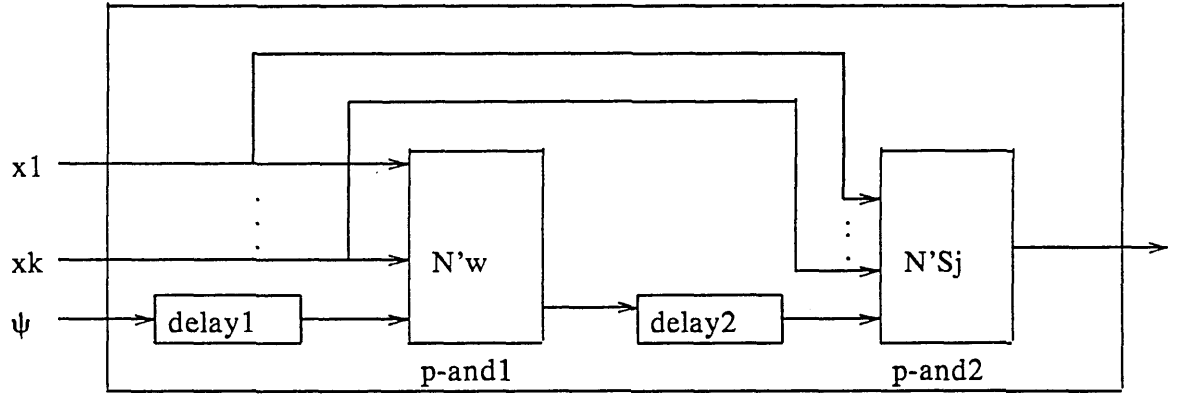 x1
xk
N'w
N'Sj
ψ
delay1
delay2
p-and1
p-and2